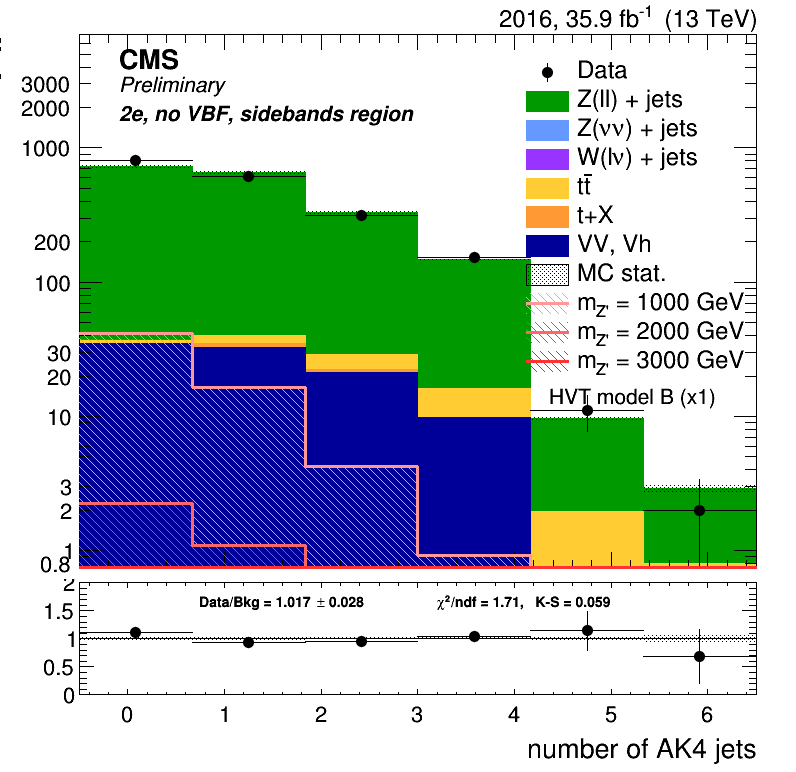 2016, 35.9 fb⁻¹ (13 TeV)
CMS
Preliminary
2e, no VBF, sidebands region
Data
Z(ll) + jets
Z(νν) + jets
W(lν) + jets
tt̄
t+X
VV, Vh
MC stat.
m_Z' = 1000 GeV
m_Z' = 2000 GeV
m_Z' = 3000 GeV
HVT model B (x1)
3000
2000
1000
200
100
30
20
10
3
2
1
0.8
Data/Bkg = 1.017 ± 0.028 χ²/ndf = 1.71, K-S = 0.059
2
1.5
1
0.5
0
0 1 2 3 4 5 6
number of AK4 jets